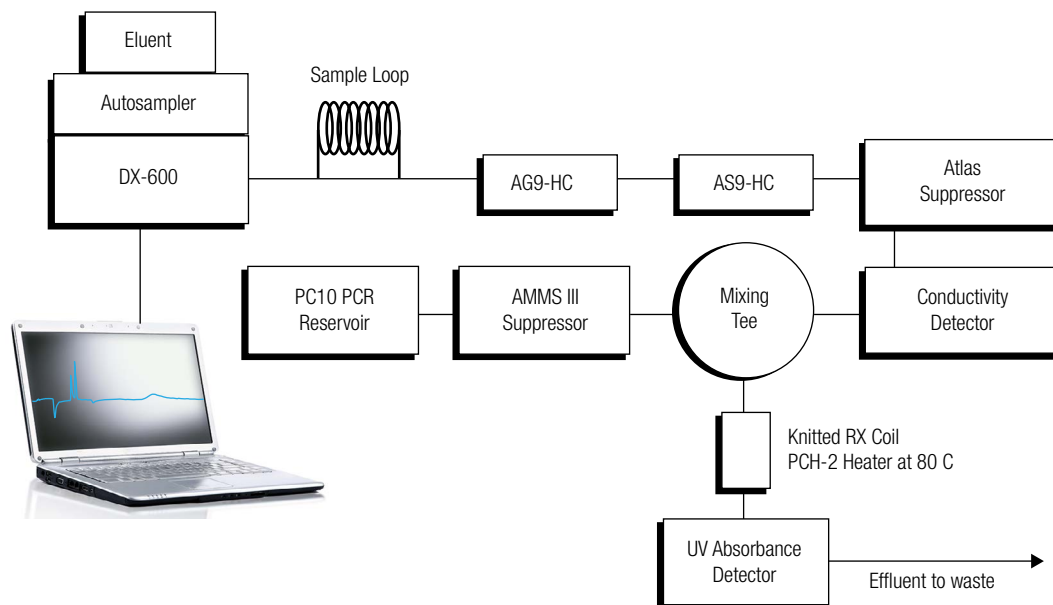 Eluent
Autosampler
DX-600
Sample Loop
AG9-HC
AS9-HC
Atlas
Suppressor
PC10 PCR
Reservoir
AMMS III
Suppressor
Mixing
Tee
Conductivity
Detector
Knitted RX Coil
PCH-2 Heater at 80 C
UV Absorbance
Detector
Effluent to waste